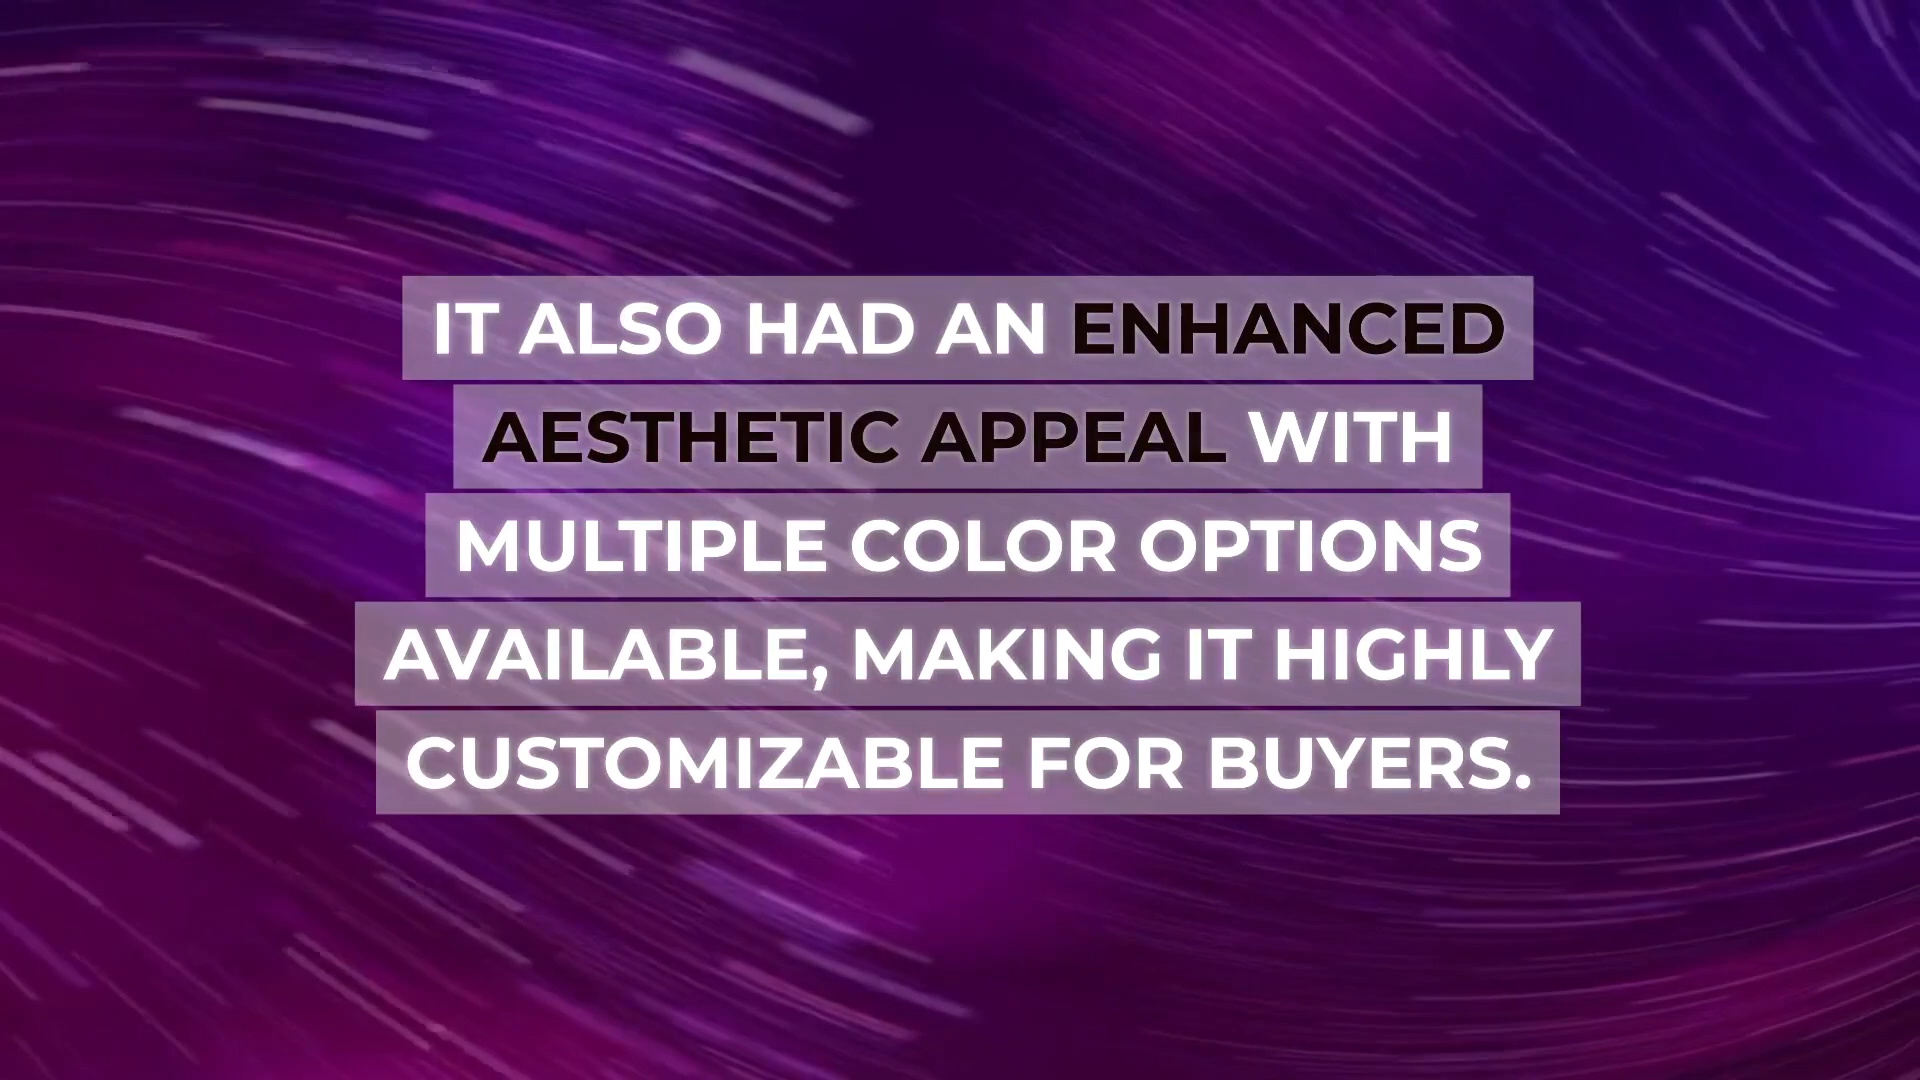 IT ALSO HAD AN ENHANCED
AESTHETIC APPEAL WITH
MULTIPLE COLOR OPTIONS
AVAILABLE, MAKING IT HIGHLY
CUSTOMIZABLE FOR BUYERS.